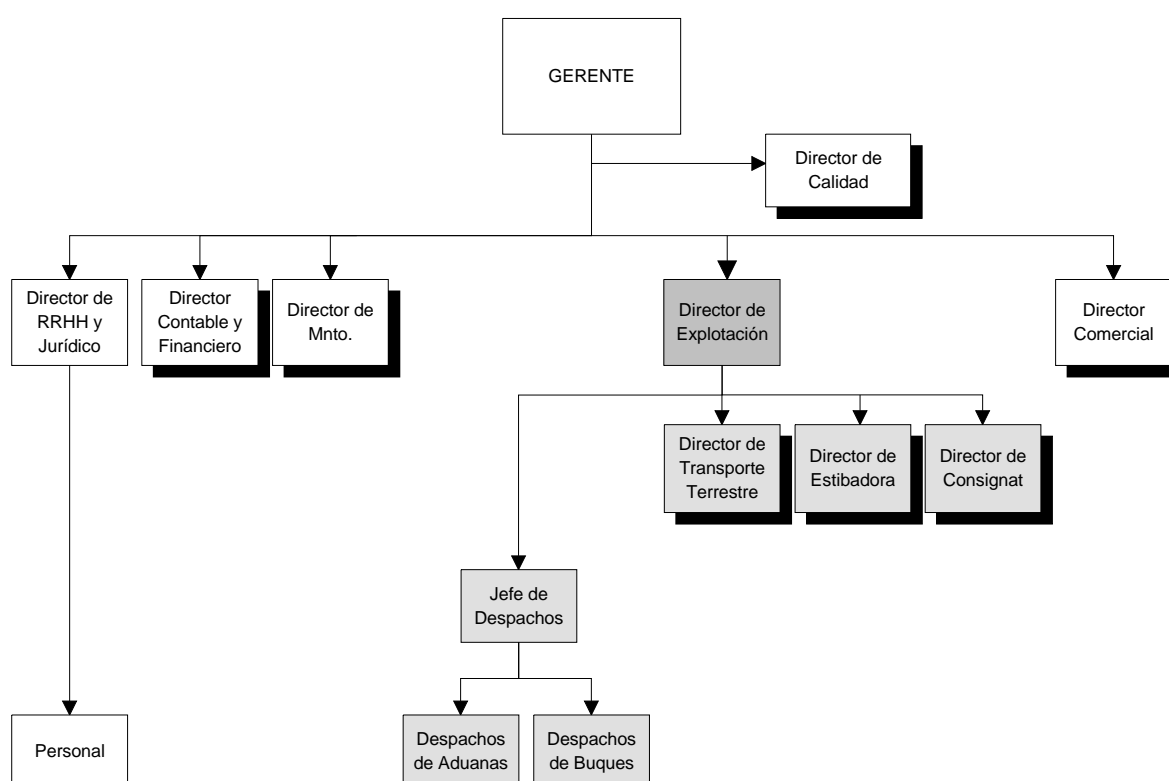 GERENTE
Director de
Calidad
Director de
RRHH y
Jurídico
Director
Contable y
Financiero
Director de
Mnto.
Director de
Explotación
Director
Comercial
Director de
Transporte
Terrestre
Director de
Estibadora
Director de
Consignat
Jefe de
Despachos
Personal
Despachos
de Aduanas
Despachos
de Buques